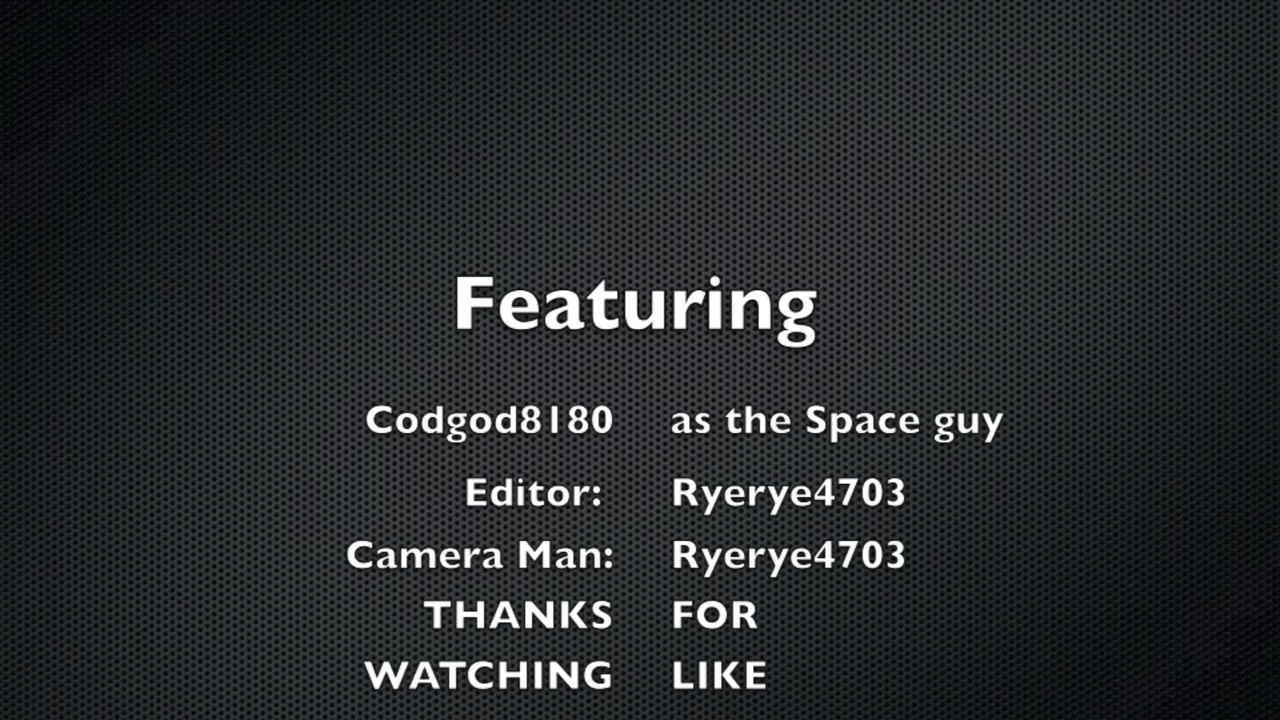 Featuring
Codgod8180 as the Space guy
Editor: Ryerye4703
Camera Man: Ryerye4703
THANKS FOR
WATCHING LIKE